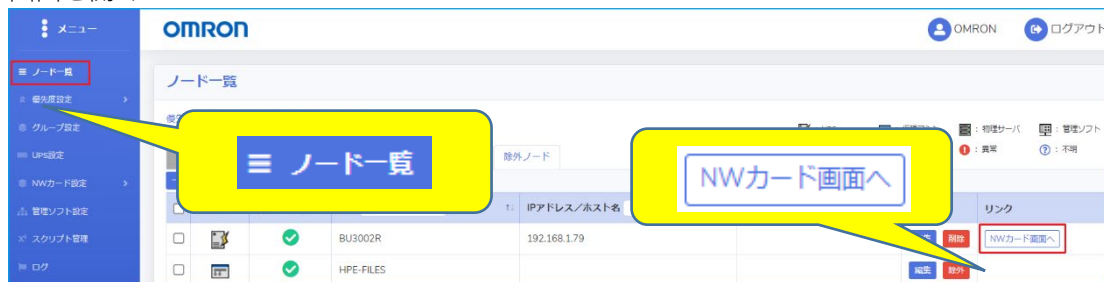 メニュー
OMRON
OMRON
ログアウト
ノード一覧
ノード一覧
優先度設定
グループ設定
: 物理サーバ
: 管理ソフト
UPS設定
ノード一覧
除外ノード
: 異常
: 不明
NWカード画面へ
NWカード設定
管理ソフト設定
IPアドレス/ホスト名
リンク
スクリプト管理
BU3002R
192.168.1.79
削除
NWカード画面へ
ログ
HPE-FILES
編集
除外